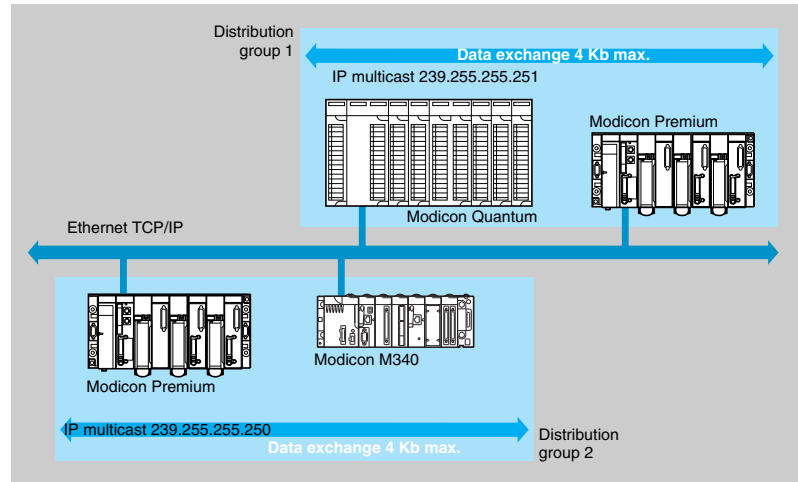 Distribution
group 1
Data exchange 4 Kb max.
IP multicast 239.255.255.251
Modicon Premium
Modicon Quantum
Ethernet TCP/IP
Modicon M340
Modicon Premium
IP multicast 239.255.255.250
Data exchange 4 Kb max.
Distribution
group 2